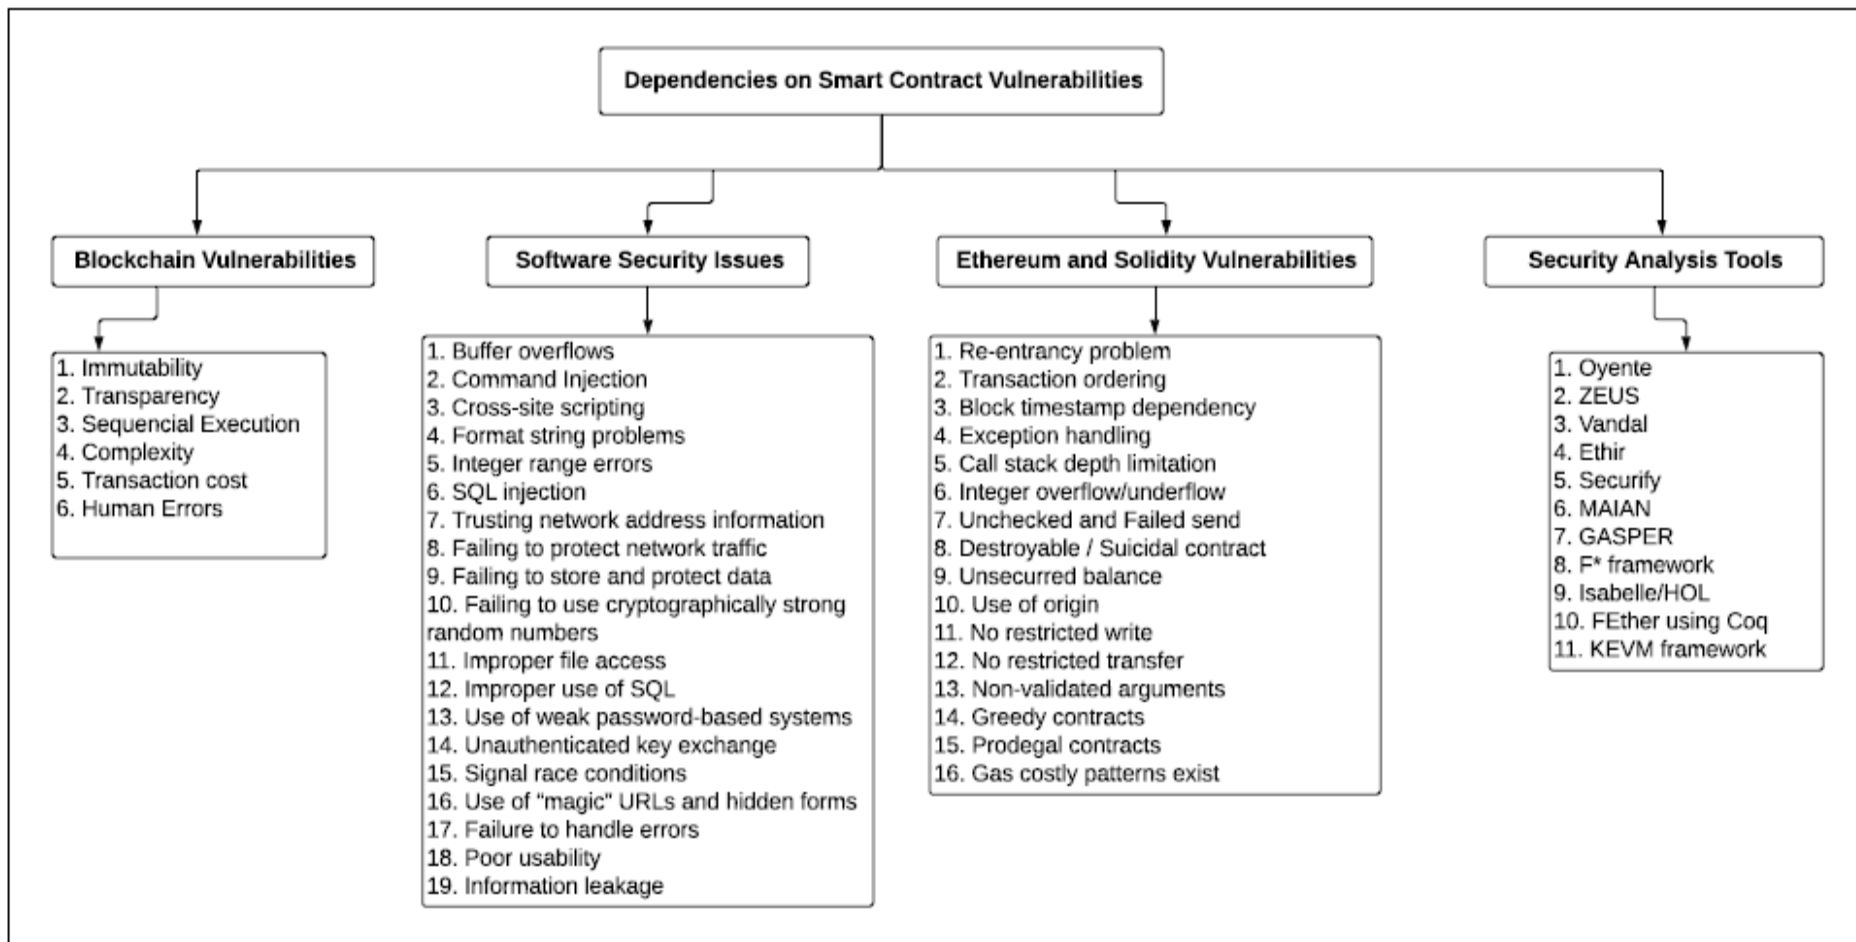 Dependencies on Smart Contract Vulnerabilities
Blockchain Vulnerabilities
1. Immutability
2. Transparency
3. Sequencial Execution
4. Complexity
5. Transaction cost
6. Human Errors
Software Security Issues
1. Buffer overflows
2. Command Injection
3. Cross-site scripting
4. Format string problems
5. Integer range errors
6. SQL injection
7. Trusting network address information
8. Failing to protect network traffic
9. Failing to store and protect data
10. Failing to use cryptographically strong
random numbers
11. Improper file access
12. Improper use of SQL
13. Use of weak password-based systems
14. Unauthenticated key exchange
15. Signal race conditions
16. Use of "magic" URLs and hidden forms
17. Failure to handle errors
18. Poor usability
19. Information leakage
Ethereum and Solidity Vulnerabilities
1. Re-entrancy problem
2. Transaction ordering
3. Block timestamp dependency
4. Exception handling
5. Call stack depth limitation
6. Integer overflow/underflow
7. Unchecked and Failed send
8. Destroyable / Suicidal contract
9. Unsecurred balance
10. Use of origin
11. No restricted write
12. No restricted transfer
13. Non-validated arguments
14. Greedy contracts
15. Prodegal contracts
16. Gas costly patterns exist
Security Analysis Tools
1. Oyente
2. ZEUS
3. Vandal
4. Ethir
5. Securify
6. MAIAN
7. GASPER
8. F* framework
9. Isabelle/HOL
10. FEther using Coq
11. KEVM framework